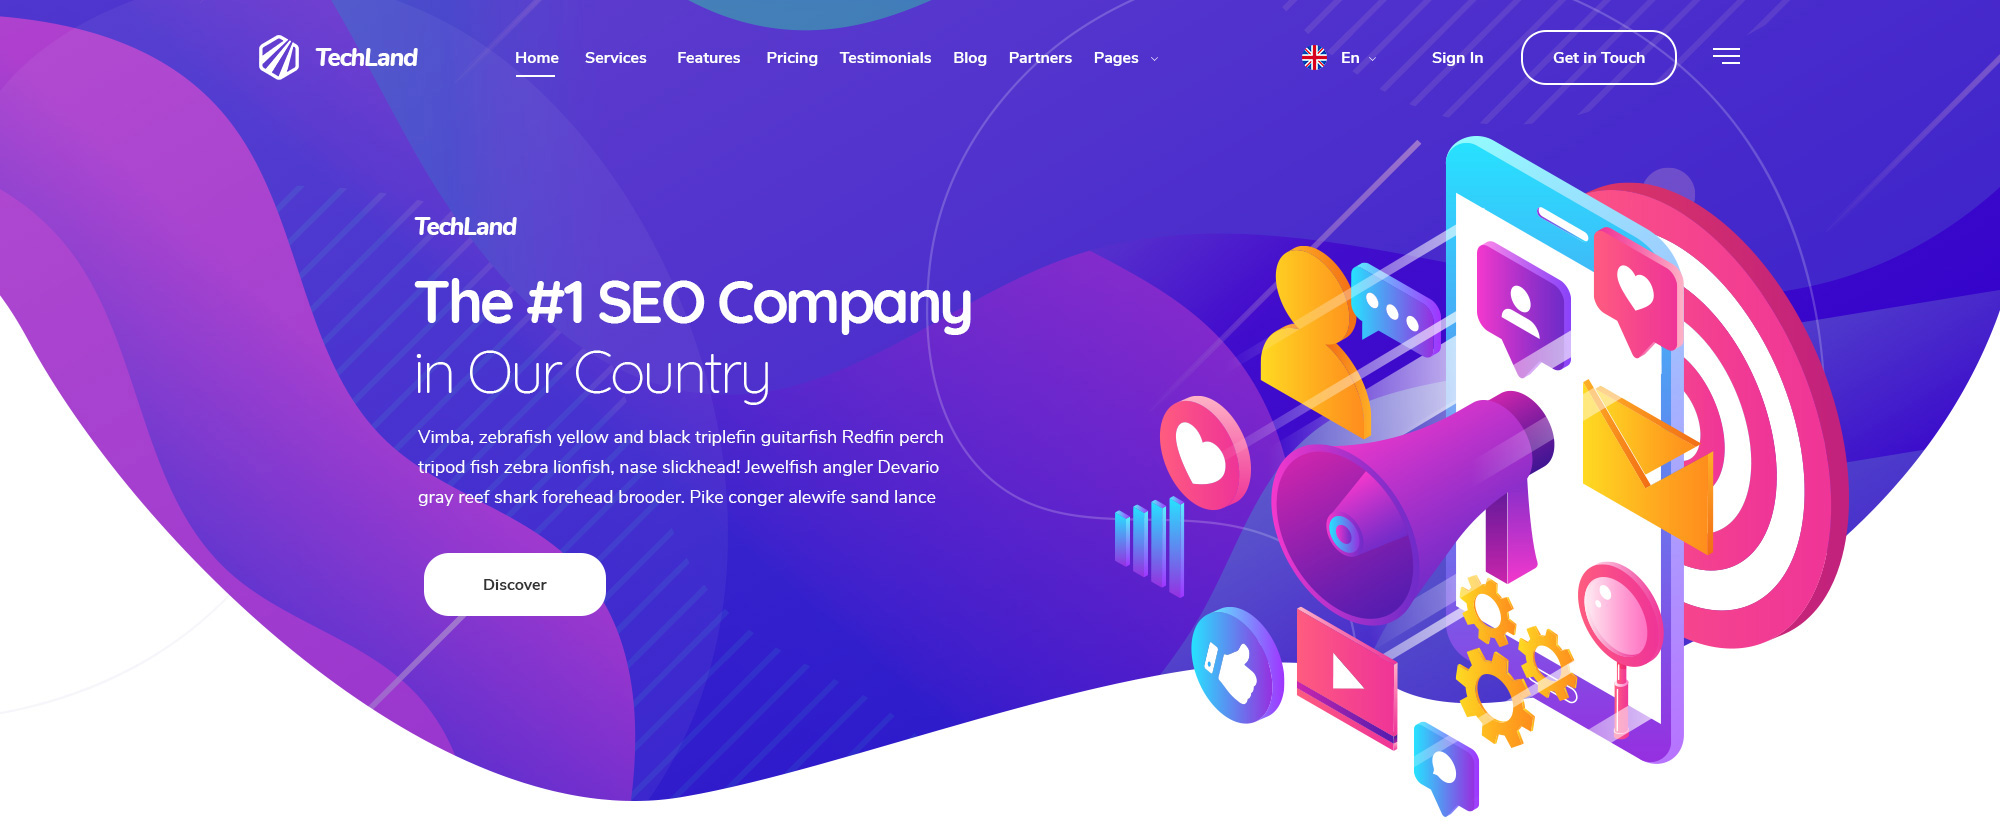 TechLand
Home Services Features Pricing Testimonials Blog Partners Pages
En Sign In Get in Touch
TechLand
The #1 SEO Company
in Our Country
Vimba, zebrafish yellow and black triplefin guitarfish Redfin perch
tripod fish zebra lionfish, nase slickhead! Jewelfish angler Devario
gray reef shark forehead brooder. Pike conger alewife sand lance
Discover